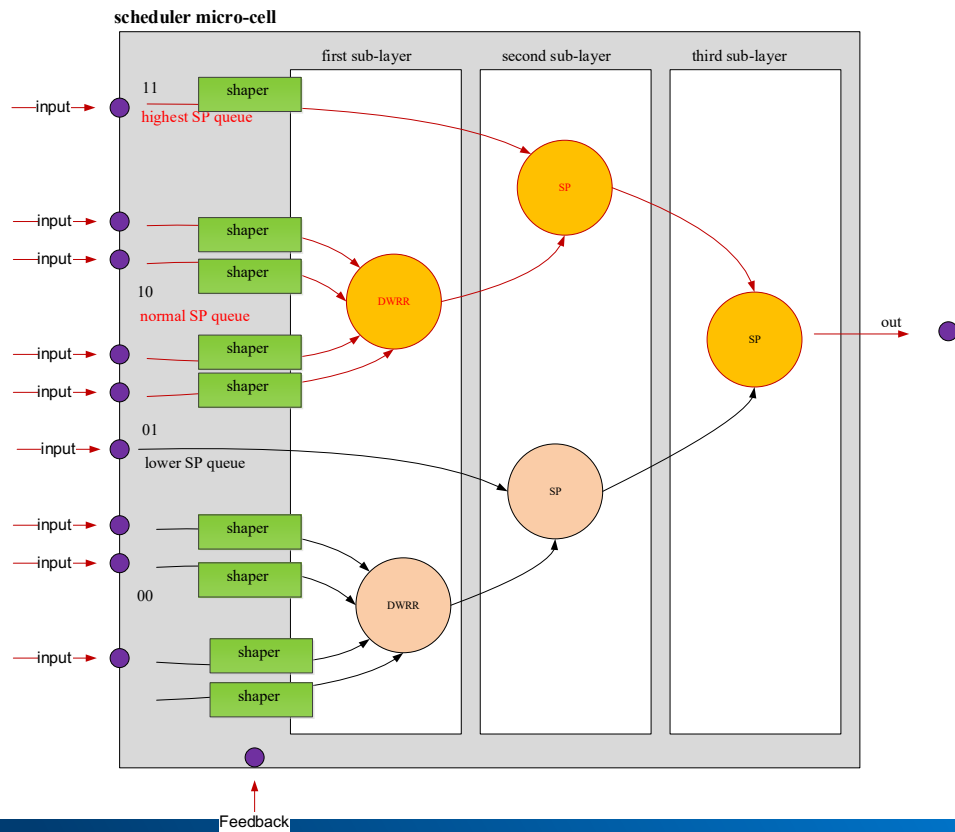 scheduler micro-cell
first sub-layer
second sub-layer
third sub-layer
11
shaper
input
highest SP queue
SP
input
shaper
input
shaper
10
DWRR
normal SP queue
out
SP
input
shaper
input
shaper
01
input
lower SP queue
SP
input
shaper
input
shaper
00
DWRR
input
shaper
shaper
Feedback